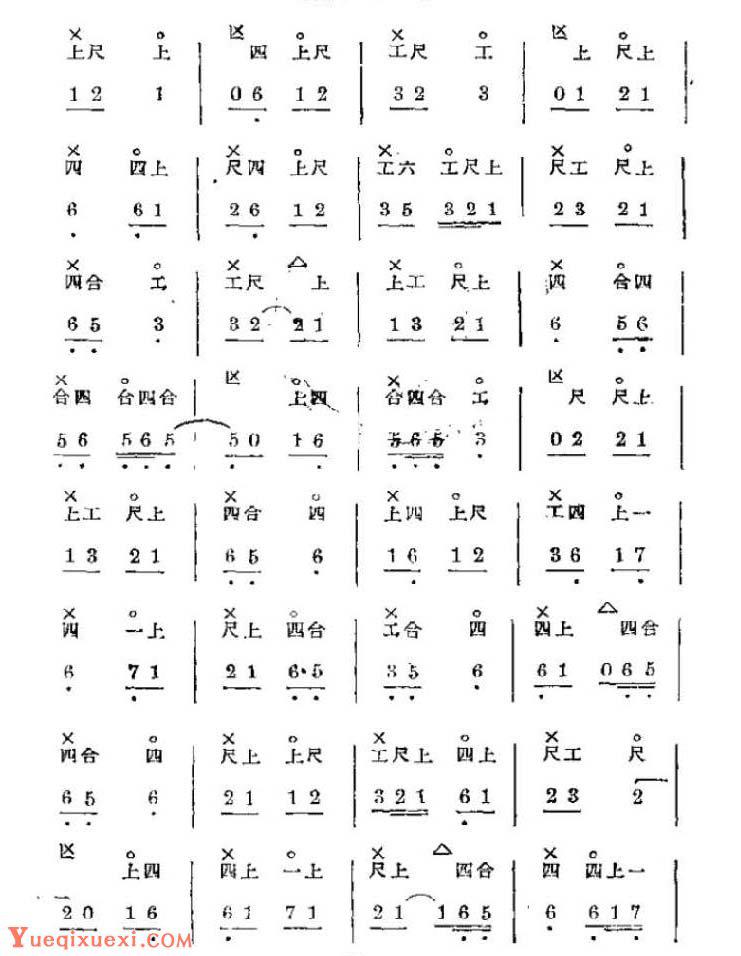 × ○ 区 ○ × ○ 区 ○
上尺 上 四 上尺 工尺 工 上 尺上
1 2 1 | 0 6 1 2 | 3 2 3 | 0 1 2 1 |
× ○ × ○ × ○ × ○
四 四上 尺四 上尺 工六 工尺上 尺工 尺上
6 6 1 | 2 6 1 2 | 3 5 3 2 1 | 2 3 2 1 |
× ○ × △ × ○ × ○
四合 工 工尺 上 上工 尺上 四 合四
6 5 3 | 3 2 2 1 | 1 3 2 1 | 6 5 6 |
× ○ 区 × ○ 区 ○
合四 合四合 上四 合四合 工 尺 尺上
5 6 5 6 5 | 5 0 1 6 | 5 6 5 3 | 0 2 2 1 |
× ○ × ○ × ○ × ○
上工 尺上 四合 四 上四 上尺 工四 上一
1 3 2 1 | 6 5 6 | 1 6 1 2 | 3 6 1 7 |
× ○ × ○ × ○ × △
四 一上 尺上 四合 工合 四 四上 四合
6 7 1 | 2 1 6·5 | 3 5 6 | 6 1 0 6 5 |
× ○ × ○ × ○ × ○
四合 四 尺上 上尺 工尺上 四上 尺工 尺
6 5 6 | 2 1 1 2 | 3 2 1 6 1 | 2 3 2 |
区 ○ × ○ × △ × ○
上四 四上 一上 尺上 四合 四 四上一
2 0 1 6 | 6 1 7 1 | 2 1 1 6 5 | 6 6 1 7 |
Yueqixuexi.com